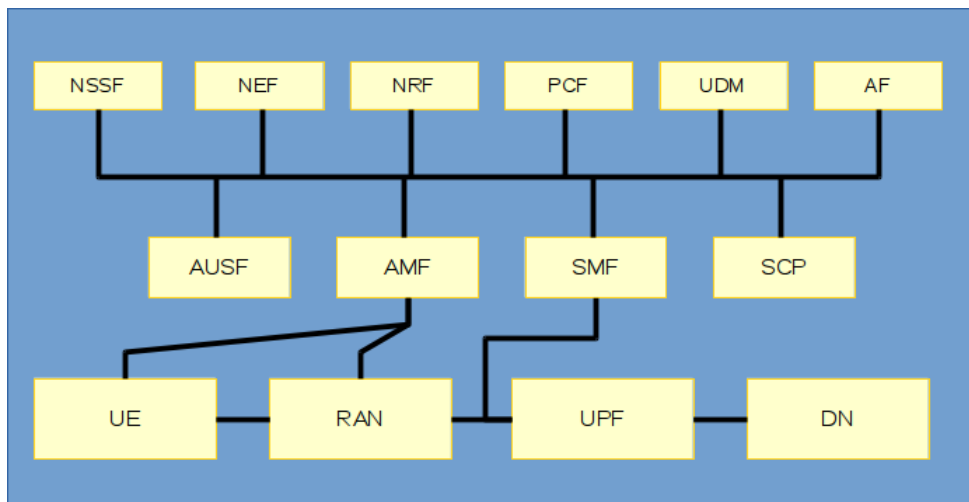 NSSF NEF NRF PCF UDM AF
AUSF AMF SMF SCP
UE RAN UPF DN